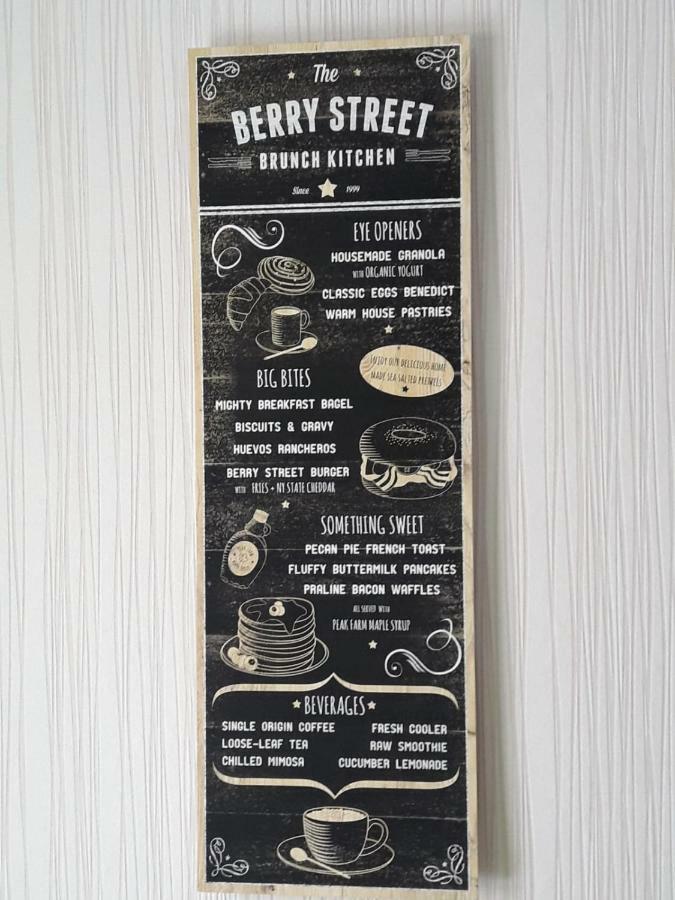 The
BERRY STREET
BRUNCH KITCHEN
Since 1999
EYE OPENERS
HOUSEMADE GRANOLA
WITH ORGANIC YOGURT
CLASSIC EGGS BENEDICT
WARM HOUSE PASTRIES
ENJOY OUR DELICIOUS HOME
MADE SEA SALTED PRETZELS
BIG BITES
MIGHTY BREAKFAST BAGEL
BISCUITS & GRAVY
HUEVOS RANCHEROS
BERRY STREET BURGER
WITH FRIES + NY STATE CHEDDAR
SOMETHING SWEET
PECAN PIE FRENCH TOAST
FLUFFY BUTTERMILK PANCAKES
PRALINE BACON WAFFLES
ALL SERVED WITH
PEAK FARM MAPLE SYRUP
BEVERAGES
SINGLE ORIGIN COFFEE
LOOSE-LEAF TEA
CHILLED MIMOSA
FRESH COOLER
RAW SMOOTHIE
CUCUMBER LEMONADE